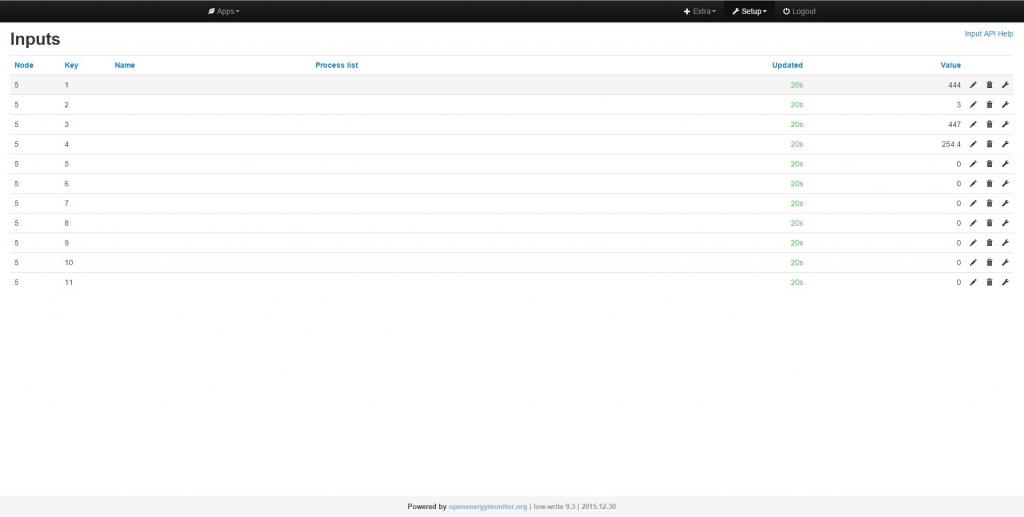 Apps Extra Setup Logout
Inputs
Input API Help
Node Key Name Process list Updated Value
5 1 20s 444
5 2 20s 3
5 3 20s 447
5 4 20s 254.4
5 5 20s 0
5 6 20s 0
5 7 20s 0
5 8 20s 0
5 9 20s 0
5 10 20s 0
5 11 20s 0
Powered by openenergymonitor.org | low-write 9.3 | 2015.12.30